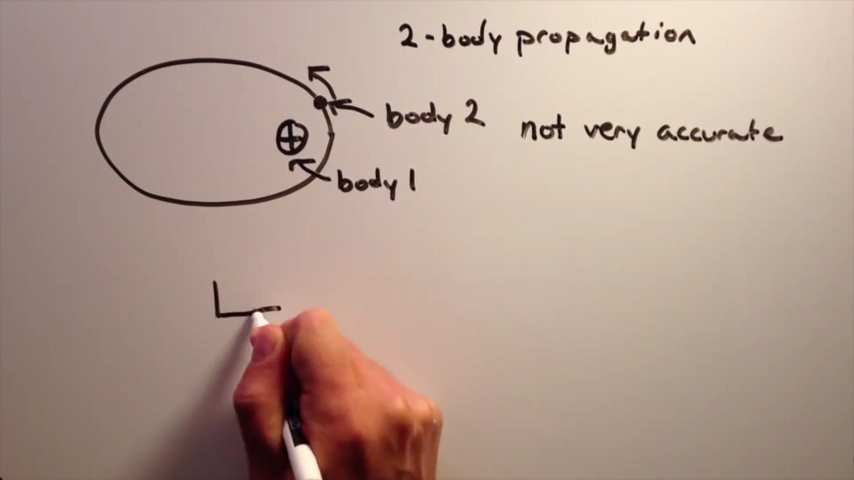 2-body propagation
body 2
not very accurate
body 1